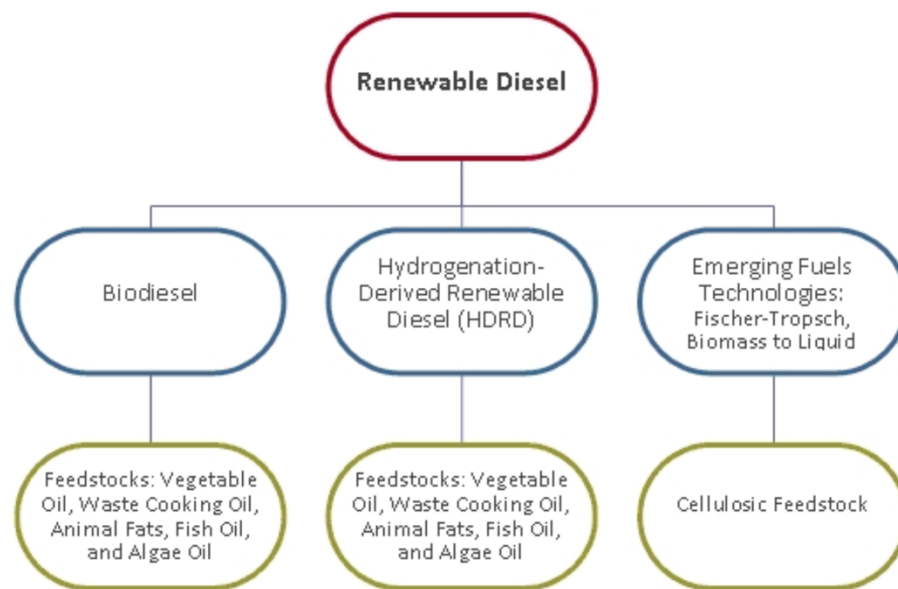 Renewable Diesel
Biodiesel
Hydrogenation-
Derived Renewable
Diesel (HDRD)
Emerging Fuels
Technologies:
Fischer-Tropsch,
Biomass to Liquid
Feedstocks: Vegetable
Oil, Waste Cooking Oil,
Animal Fats, Fish Oil,
and Algae Oil
Feedstocks: Vegetable
Oil, Waste Cooking Oil,
Animal Fats, Fish Oil,
and Algae Oil
Cellulosic Feedstock